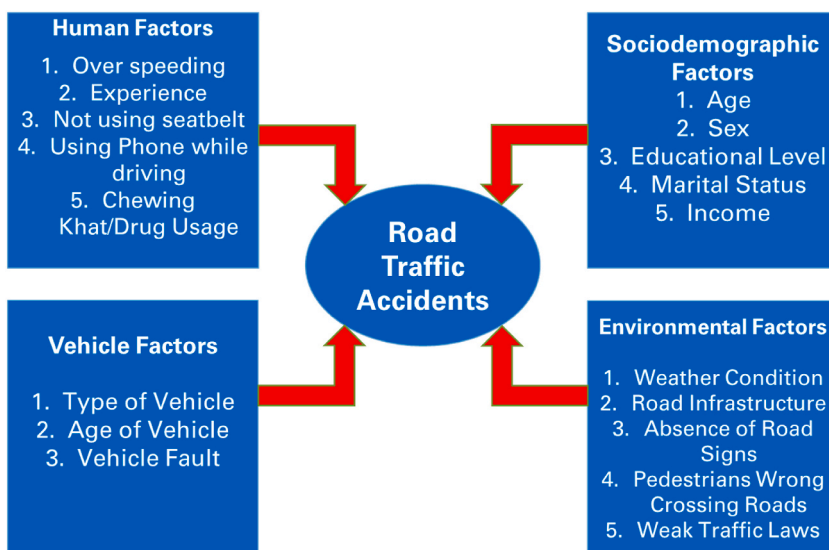 Human Factors
1. Over speeding
2. Experience
3. Not using seatbelt
4. Using Phone while
driving
5. Chewing
Khat/Drug Usage
Sociodemographic
Factors
1. Age
2. Sex
3. Educational Level
4. Marital Status
5. Income
Road
Traffic
Accidents
Vehicle Factors
1. Type of Vehicle
2. Age of Vehicle
3. Vehicle Fault
Environmental Factors
1. Weather Condition
2. Road Infrastructure
3. Absence of Road
Signs
4. Pedestrians Wrong
Crossing Roads
5. Weak Traffic Laws